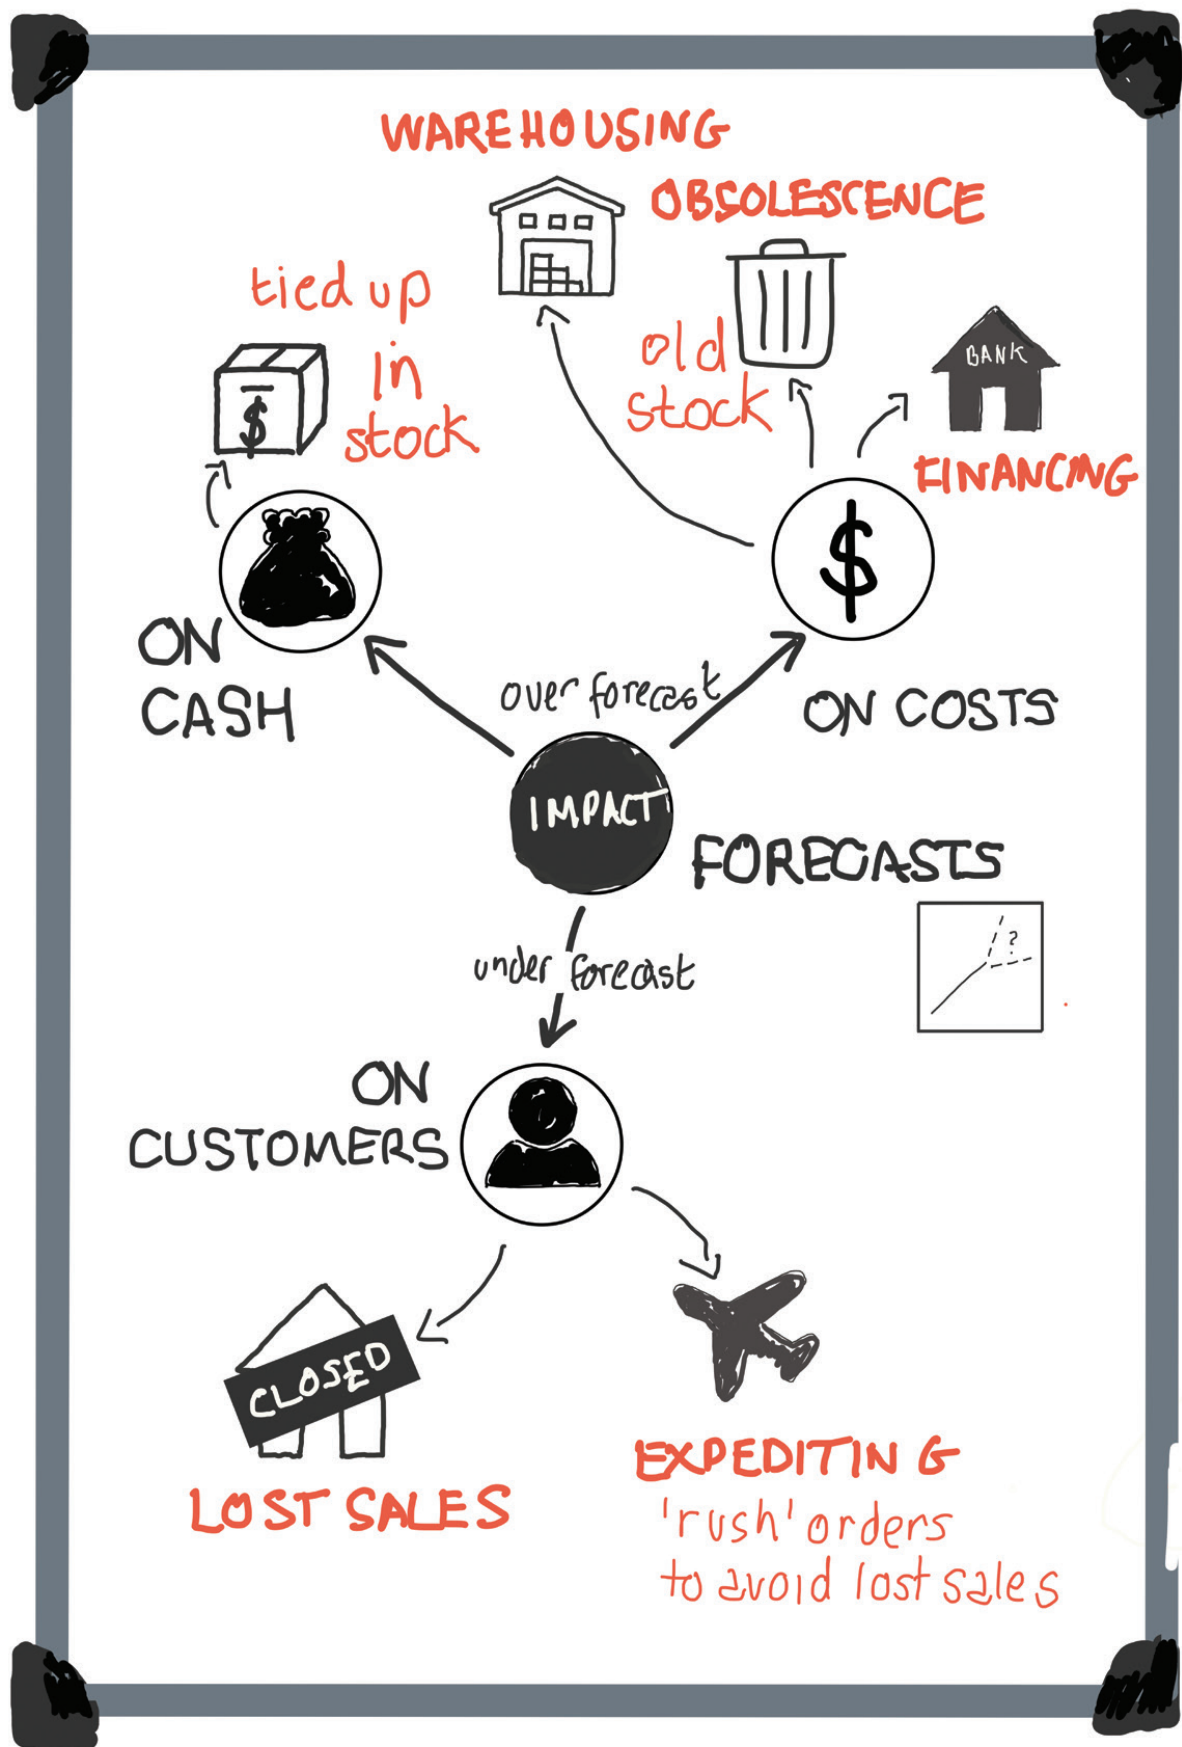 WAREHOUSING
OBSOLESCENCE
tied up
in
stock
$
old
stock
BANK
FINANCING
$
ON
CASH
over forecast
ON COSTS
IMPACT
FORECASTS
?
under forecast
ON
CUSTOMERS
CLOSED
LOST SALES
EXPEDITING
'rush' orders
to avoid lost sales